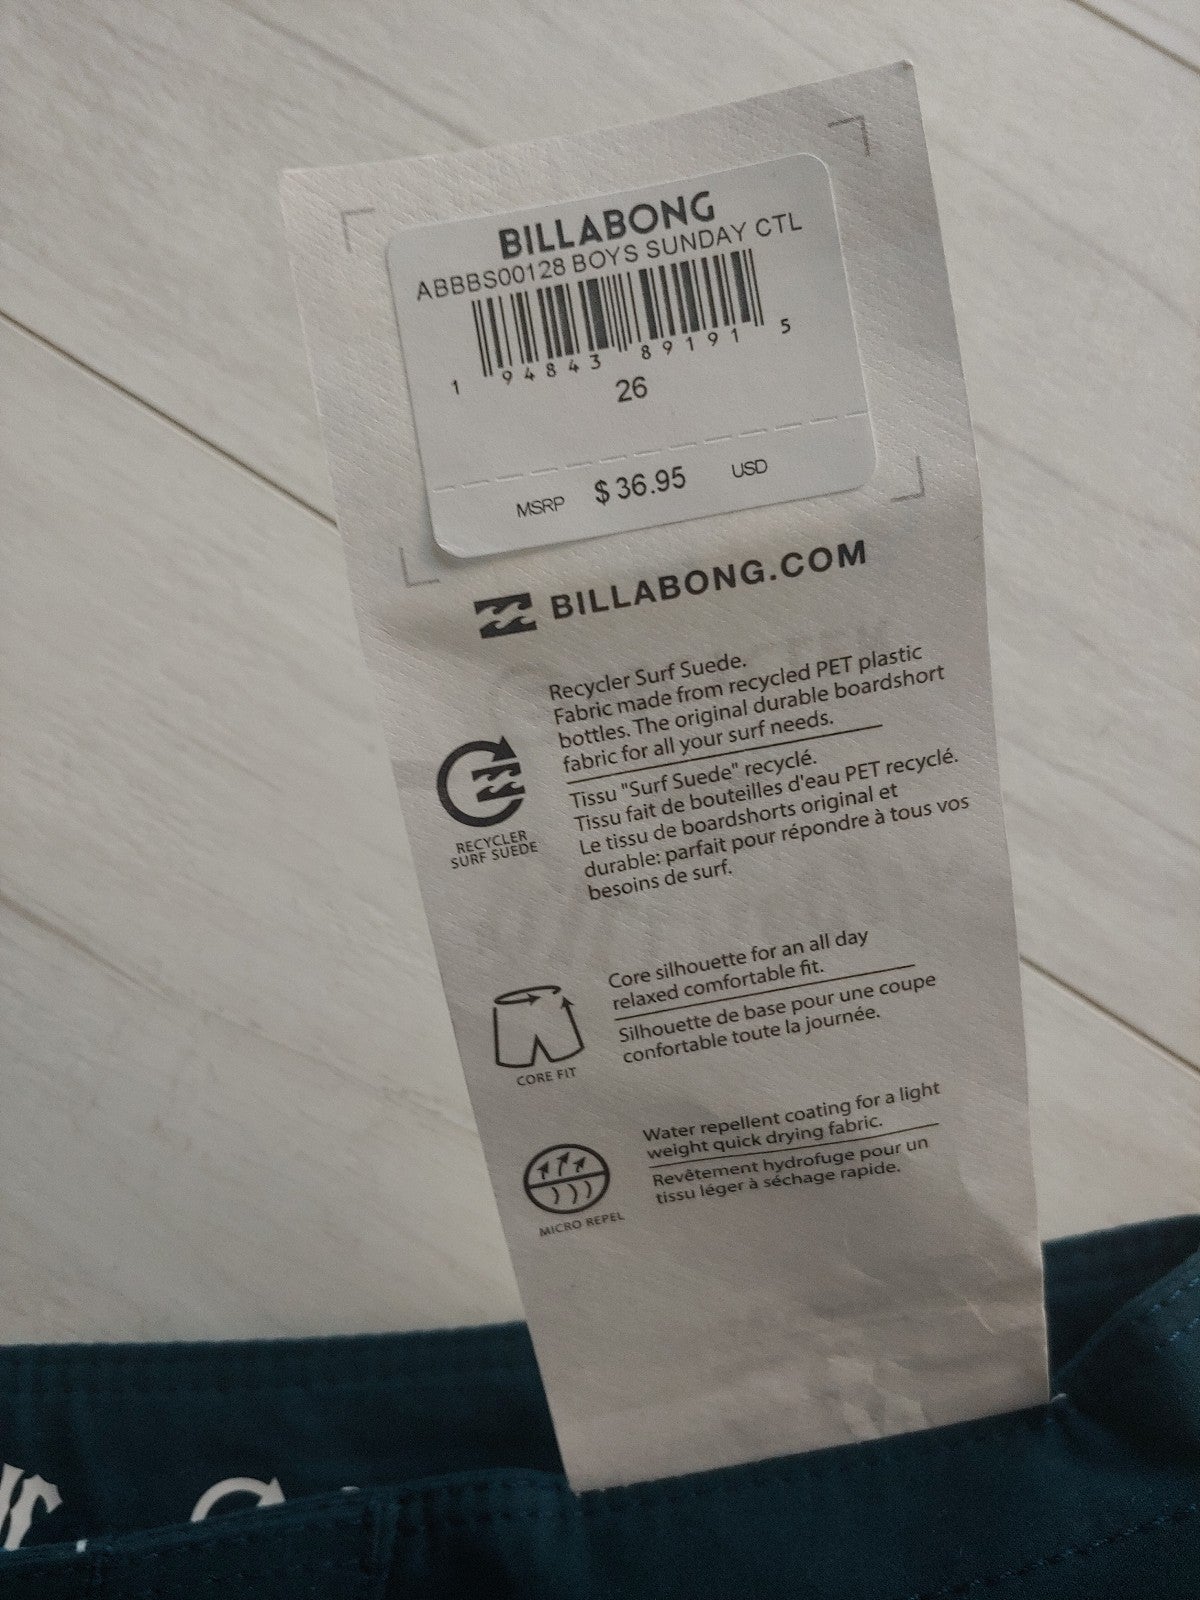 BILLABONG
ABBBS00128 BOYS SUNDAY CTL
1 94843 89191 5
26
MSRP $ 36.95 USD
BILLABONG.COM
Recycler Surf Suede.
Fabric made from recycled PET plastic
bottles. The original durable boardshort
fabric for all your surf needs.
Tissu "Surf Suede" recyclé.
Tissu fait de bouteilles d'eau PET recyclé.
Le tissu de boardshorts original et
durable: parfait pour répondre à tous vos
besoins de surf.
RECYCLER
SURF SUEDE
Core silhouette for an all day
relaxed comfortable fit.
Silhouette de base pour une coupe
confortable toute la journée.
CORE FIT
Water repellent coating for a light
weight quick drying fabric.
Revêtement hydrofuge pour un
tissu léger à séchage rapide.
MICRO REPEL